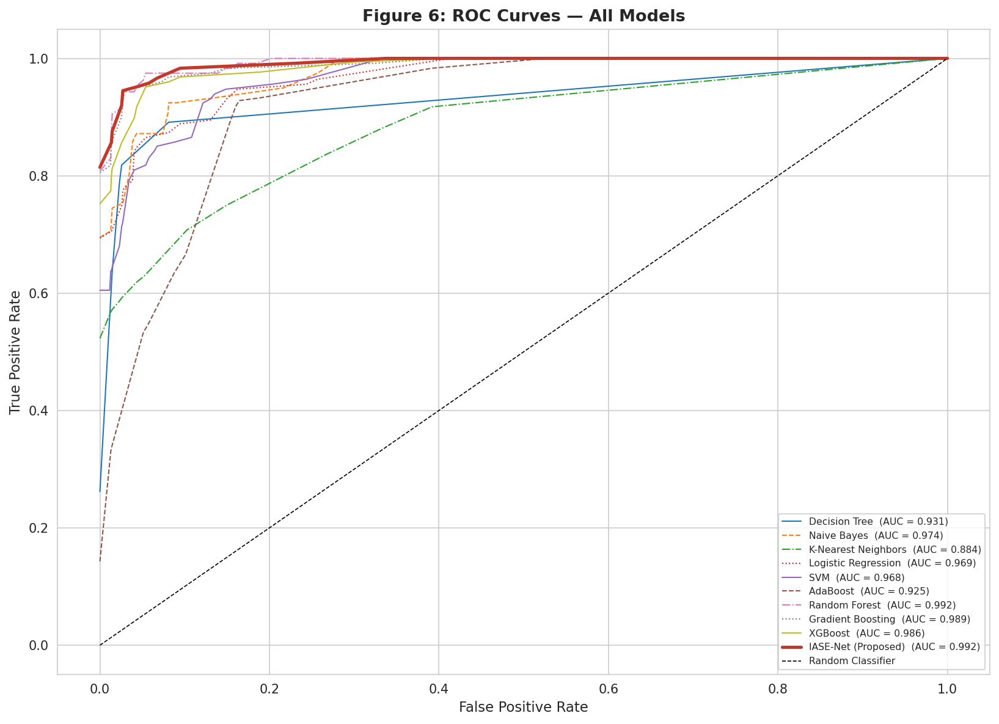 Figure 6: ROC Curves — All Models
True Positive Rate
1.0
0.8
0.6
0.4
0.2
0.0
0.0 0.2 0.4 0.6 0.8 1.0
False Positive Rate
Decision Tree (AUC = 0.931)
Naive Bayes (AUC = 0.974)
K-Nearest Neighbors (AUC = 0.884)
Logistic Regression (AUC = 0.969)
SVM (AUC = 0.968)
AdaBoost (AUC = 0.925)
Random Forest (AUC = 0.992)
Gradient Boosting (AUC = 0.989)
XGBoost (AUC = 0.986)
IASE-Net (Proposed) (AUC = 0.992)
Random Classifier